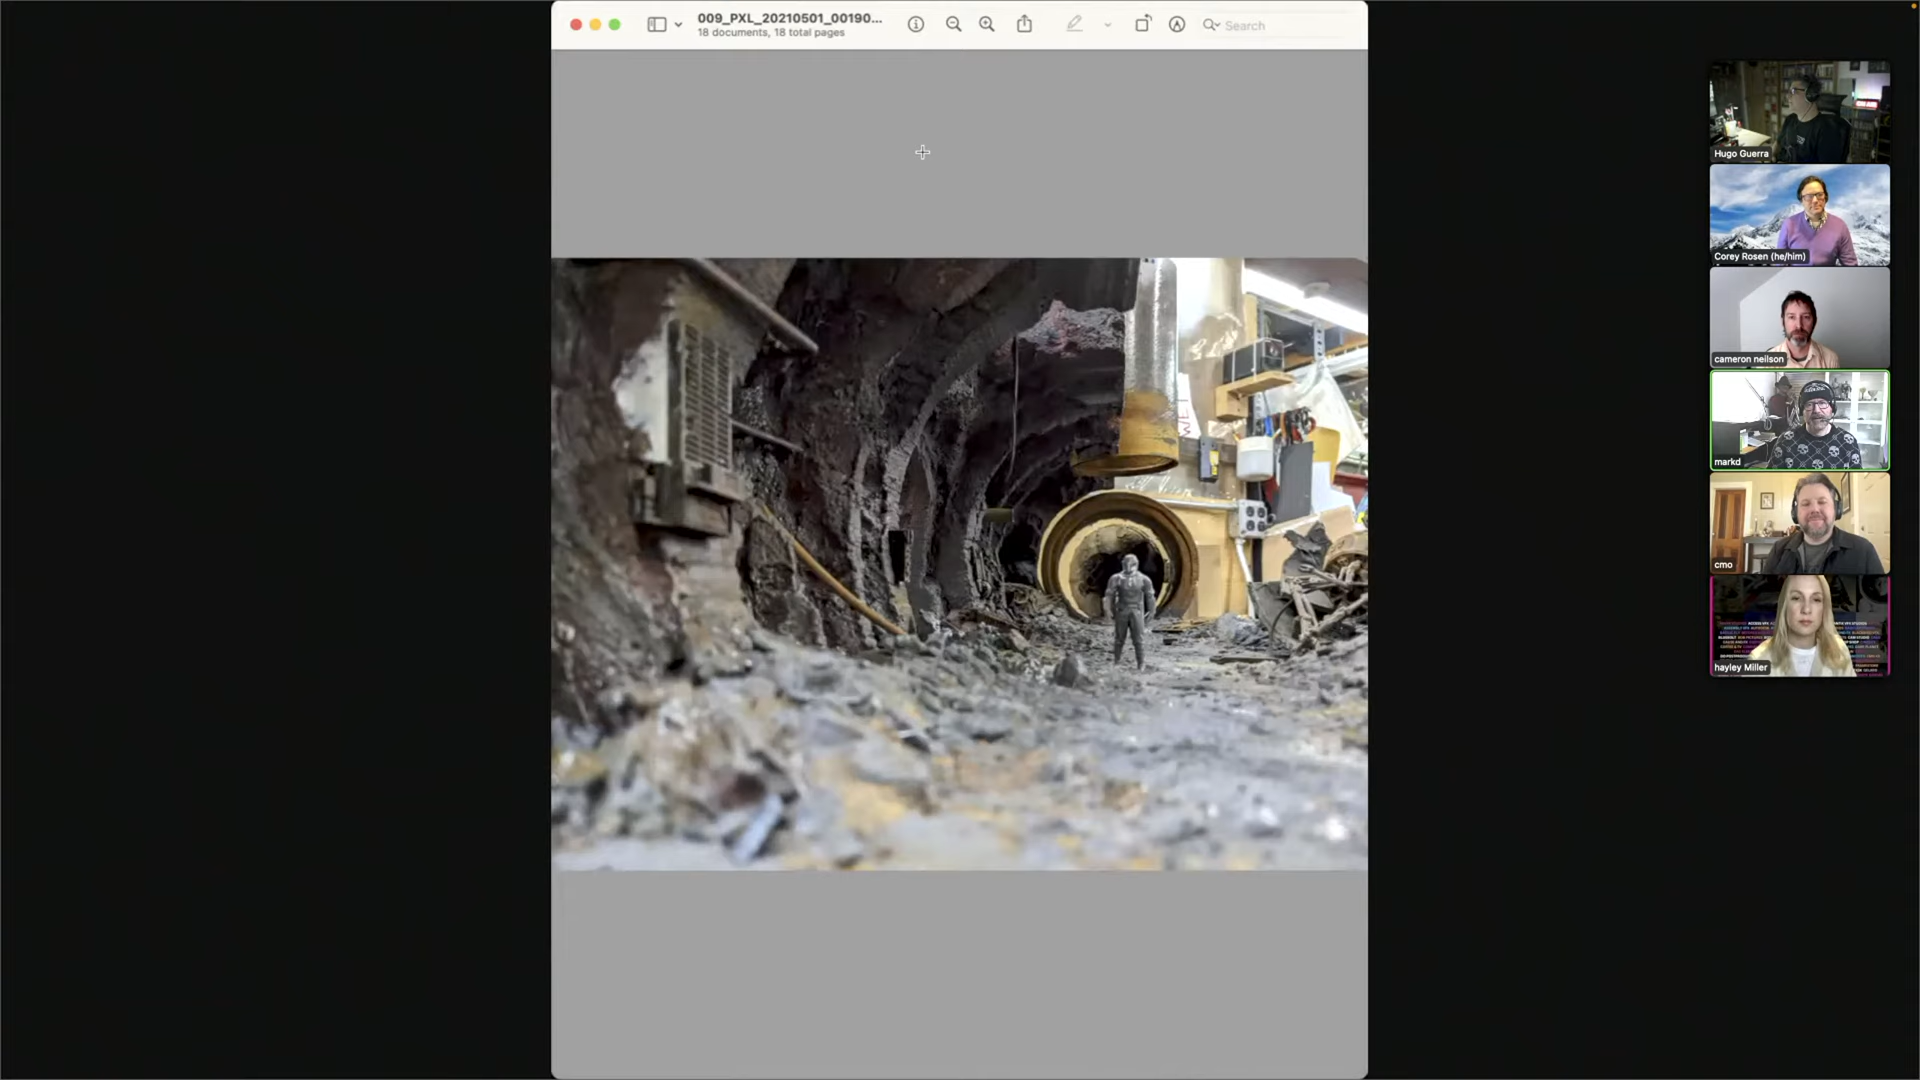 009_PXL_20210501_00190...
18 documents, 18 total pages
Search
WET
Hugo Guerra
Corey Rosen (he/him)
cameron neilson
markd
cmo
hayley Miller